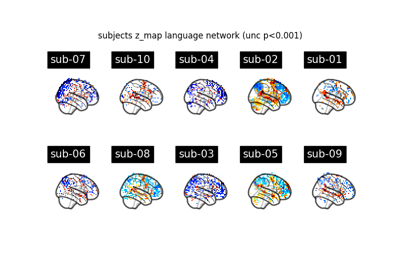 subjects z_map language network (unc p<0.001)
sub-07 sub-10 sub-04 sub-02 sub-01
sub-06 sub-08 sub-03 sub-05 sub-09